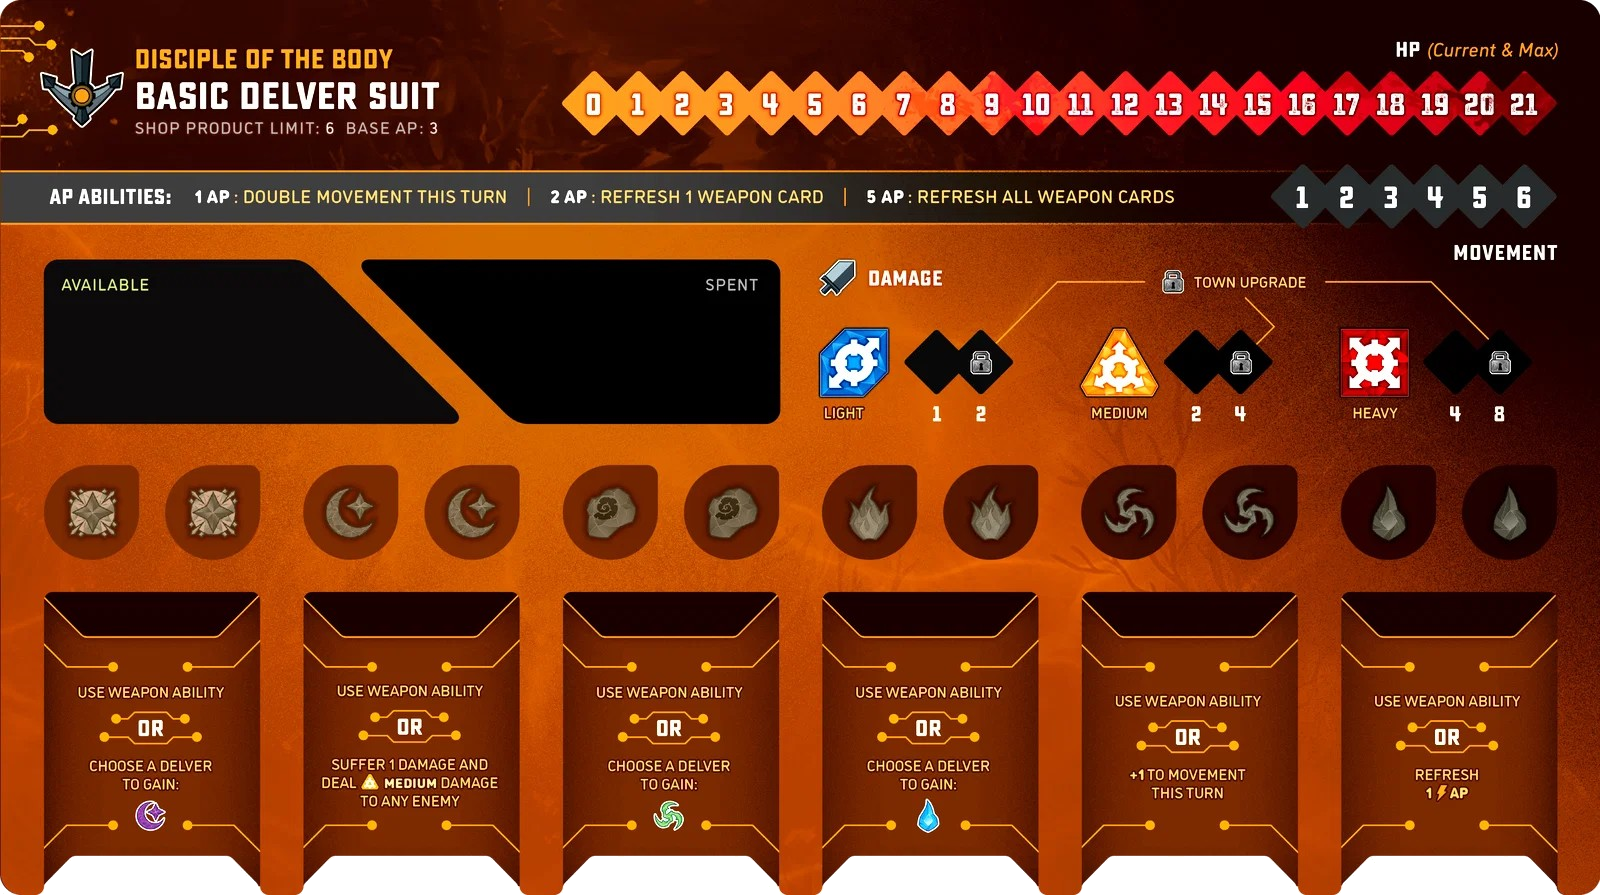 DISCIPLE OF THE BODY
BASIC DELVER SUIT
SHOP PRODUCT LIMIT: 6 BASE AP: 3
HP (Current & Max)
0 1 2 3 4 5 6 7 8 9 10 11 12 13 14 15 16 17 18 19 20 21
AP ABILITIES: 1 AP : DOUBLE MOVEMENT THIS TURN | 2 AP : REFRESH 1 WEAPON CARD | 5 AP : REFRESH ALL WEAPON CARDS
1 2 3 4 5 6
MOVEMENT
AVAILABLE
SPENT
DAMAGE
TOWN UPGRADE
LIGHT
1 2
MEDIUM
2 4
HEAVY
4 8
USE WEAPON ABILITY
OR
CHOOSE A DELVER
TO GAIN:
USE WEAPON ABILITY
OR
SUFFER 1 DAMAGE AND
DEAL MEDIUM DAMAGE
TO ANY ENEMY
USE WEAPON ABILITY
OR
CHOOSE A DELVER
TO GAIN:
USE WEAPON ABILITY
OR
CHOOSE A DELVER
TO GAIN:
USE WEAPON ABILITY
OR
+1 TO MOVEMENT
THIS TURN
USE WEAPON ABILITY
OR
REFRESH
1 AP